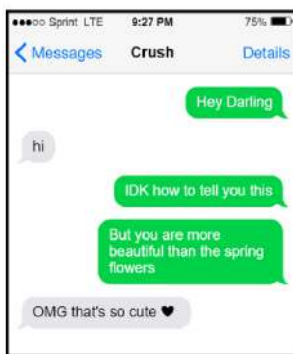 ●●●○○ Sprint LTE 9:27 PM 75%
Messages Crush Details
Hey Darling
hi
IDK how to tell you this
But you are more
beautiful than the spring
flowers
OMG that's so cute ♥